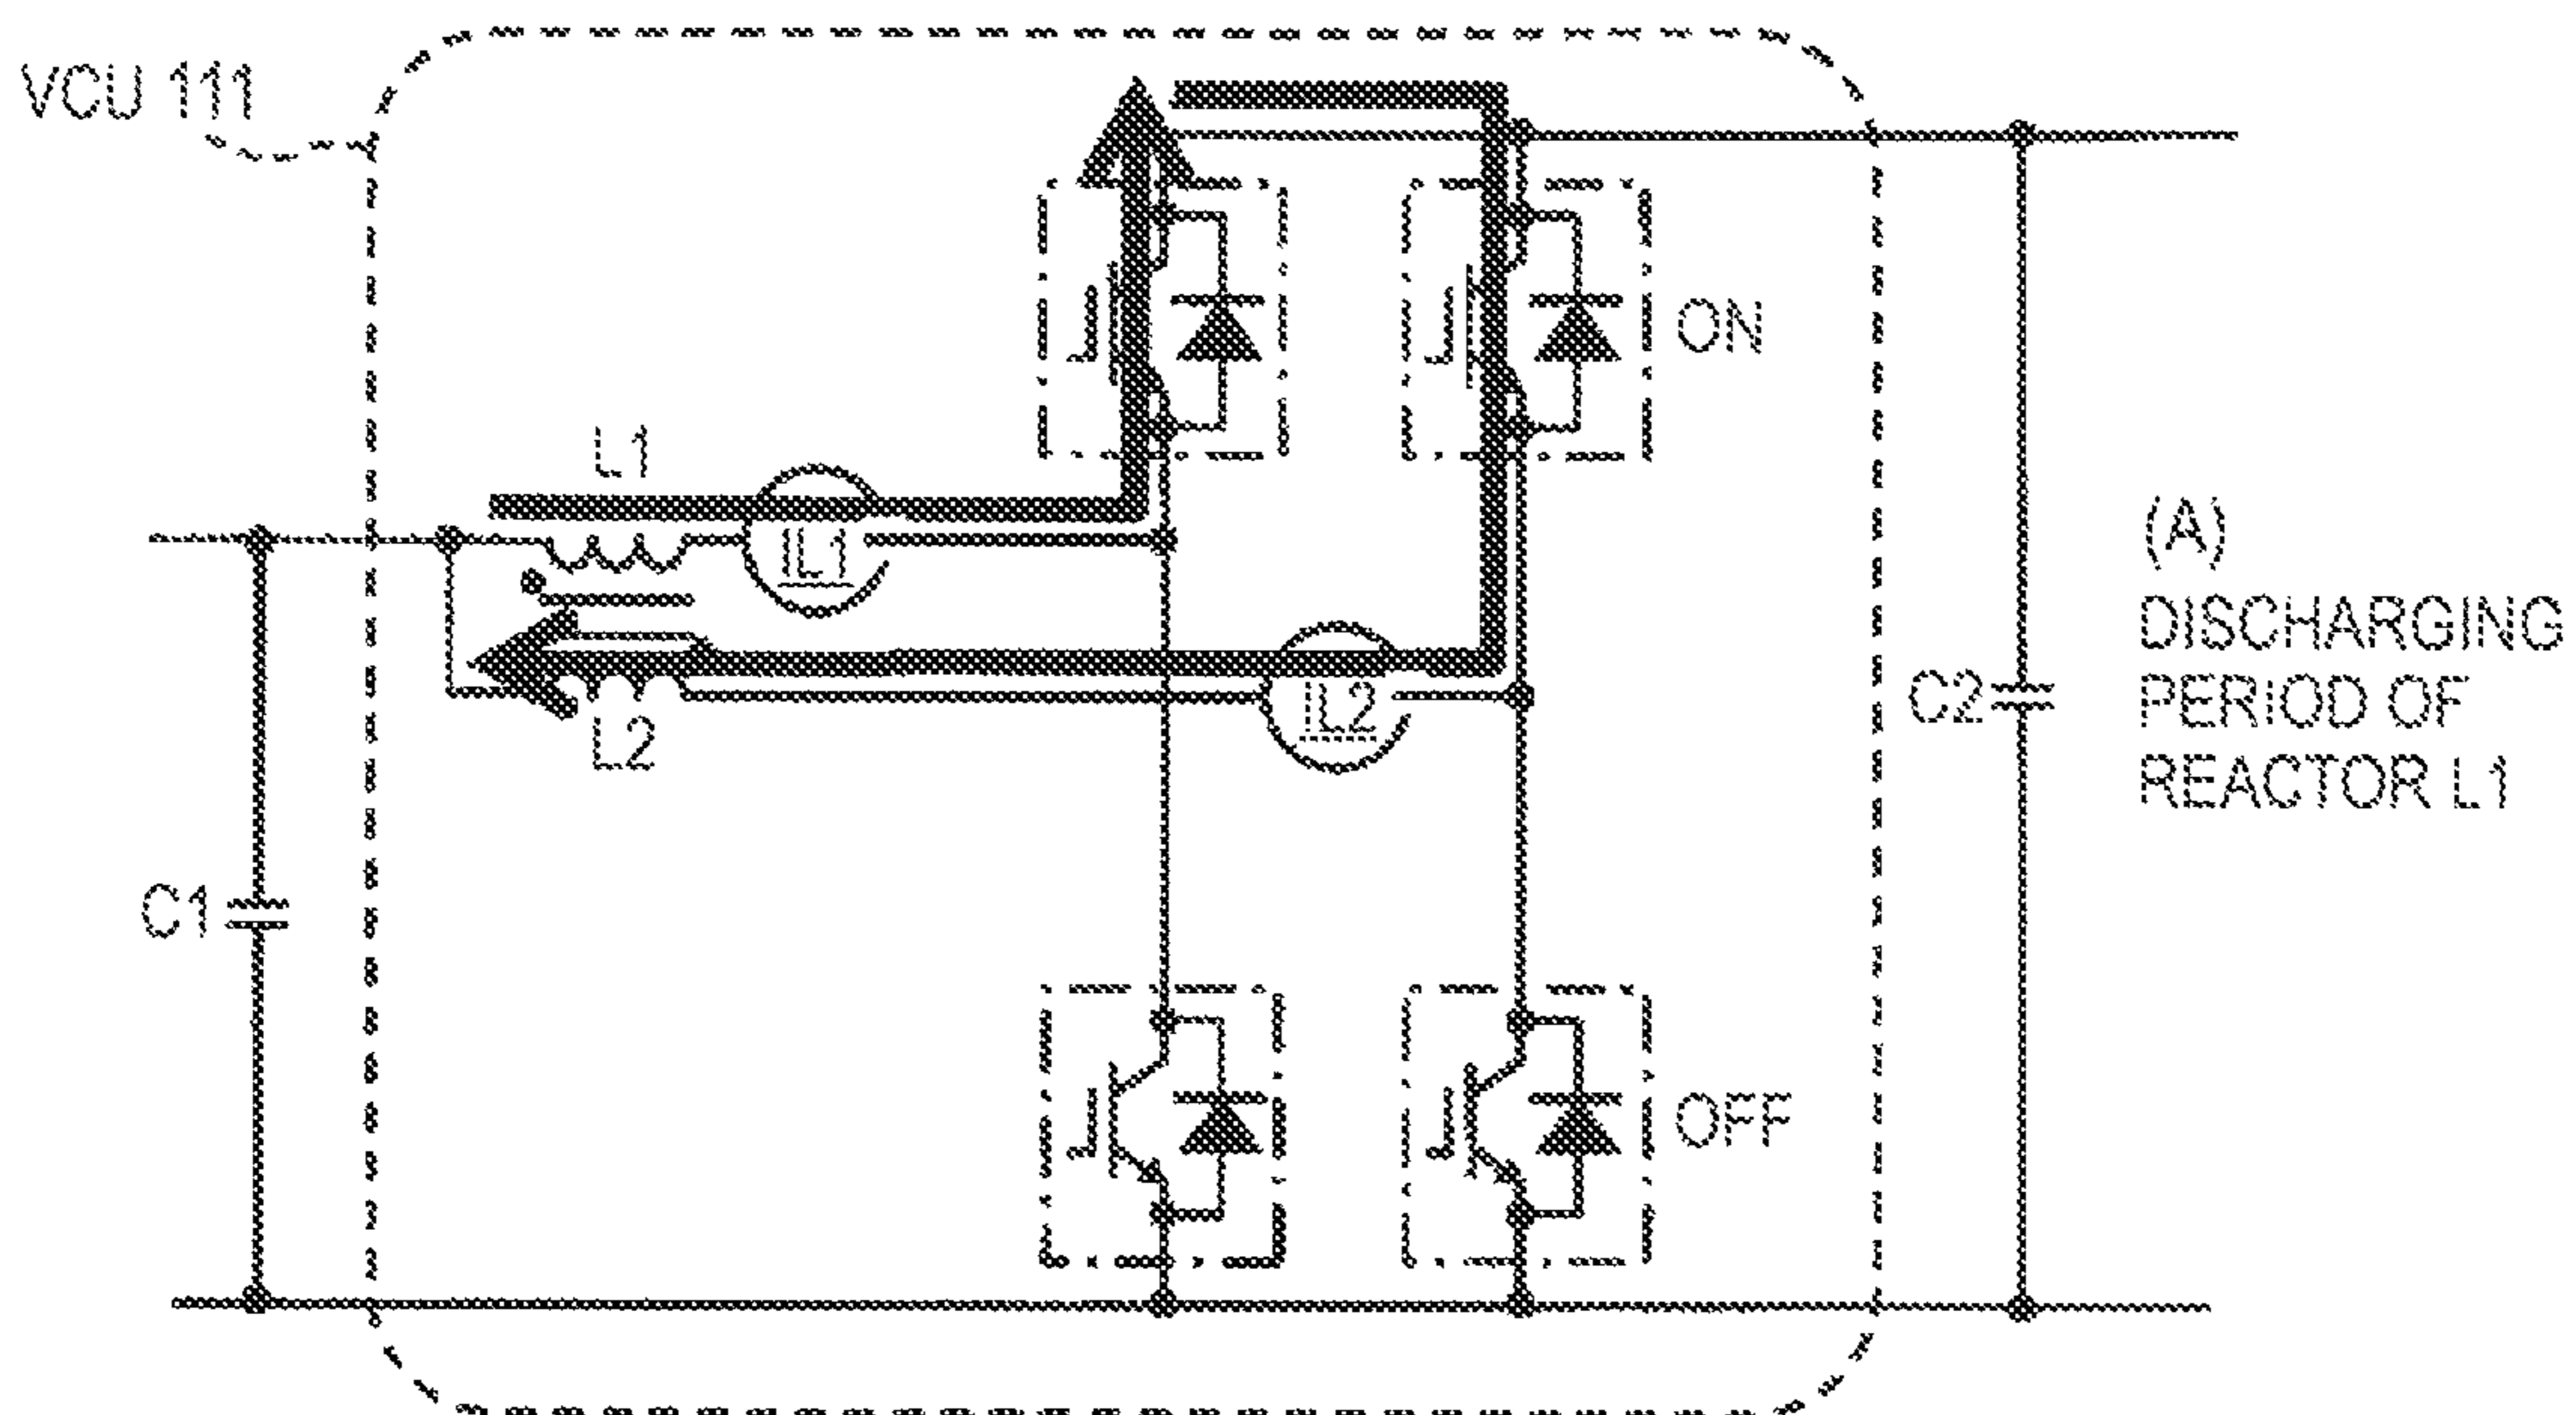 VCU 111
ON
L1
IL1
(A)
DISCHARGING
PERIOD OF
REACTOR L1
IL2
C2
L2
C1
OFF